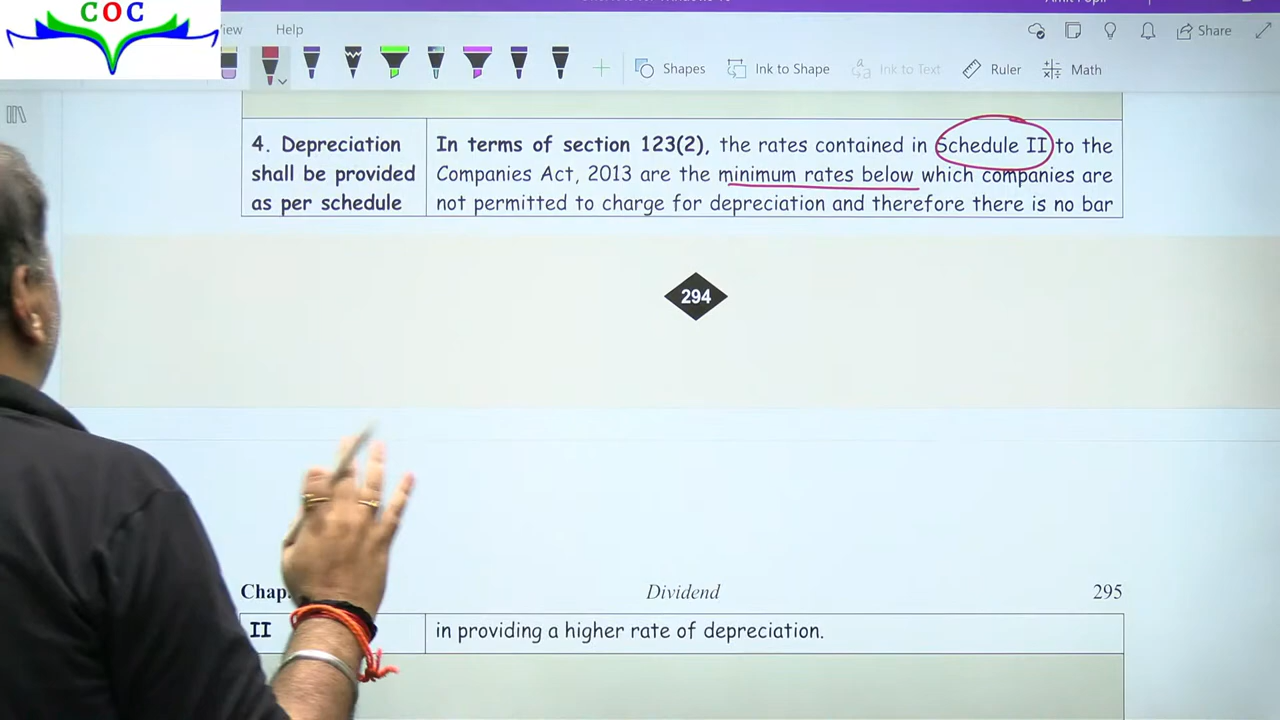 COC
View
Help
Share
Shapes
Ink to Shape
Ink to Text
Ruler
Math
4. Depreciation
shall be provided
as per schedule
In terms of section 123(2), the rates contained in Schedule II to the
Companies Act, 2013 are the minimum rates below which companies are
not permitted to charge for depreciation and therefore there is no bar
294
Dividend
295
II
in providing a higher rate of depreciation.